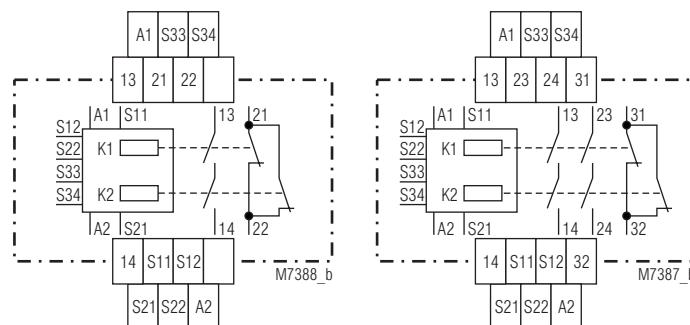 A1 S33 S34
13 21 22
A1 S11 13 21
S12
S22
S33
S34
K1
K2
A2 S21 14 22
14 S11 S12
M7388_b
S21 S22 A2
A1 S33 S34
13 23 24 31
A1 S11 13 23 31
S12
S22
S33
S34
K1
K2
A2 S21 14 24 32
14 S11 S12 32
M7387_
S21 S22 A2